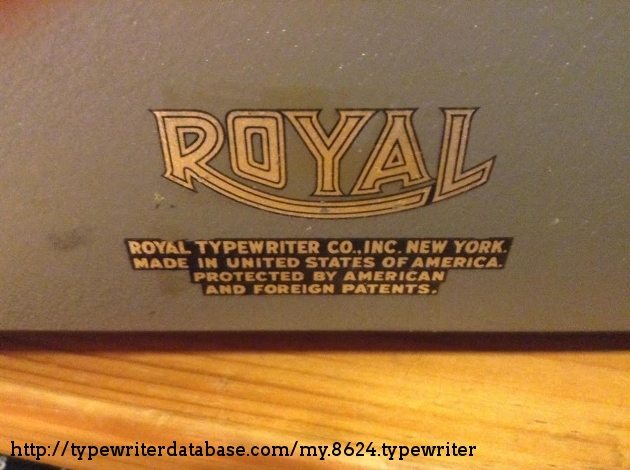 ROYAL
ROYAL TYPEWRITER CO., INC. NEW YORK.
MADE IN UNITED STATES OF AMERICA.
PROTECTED BY AMERICAN
AND FOREIGN PATENTS.
http://typewriterdatabase.com/my.8624.typewriter